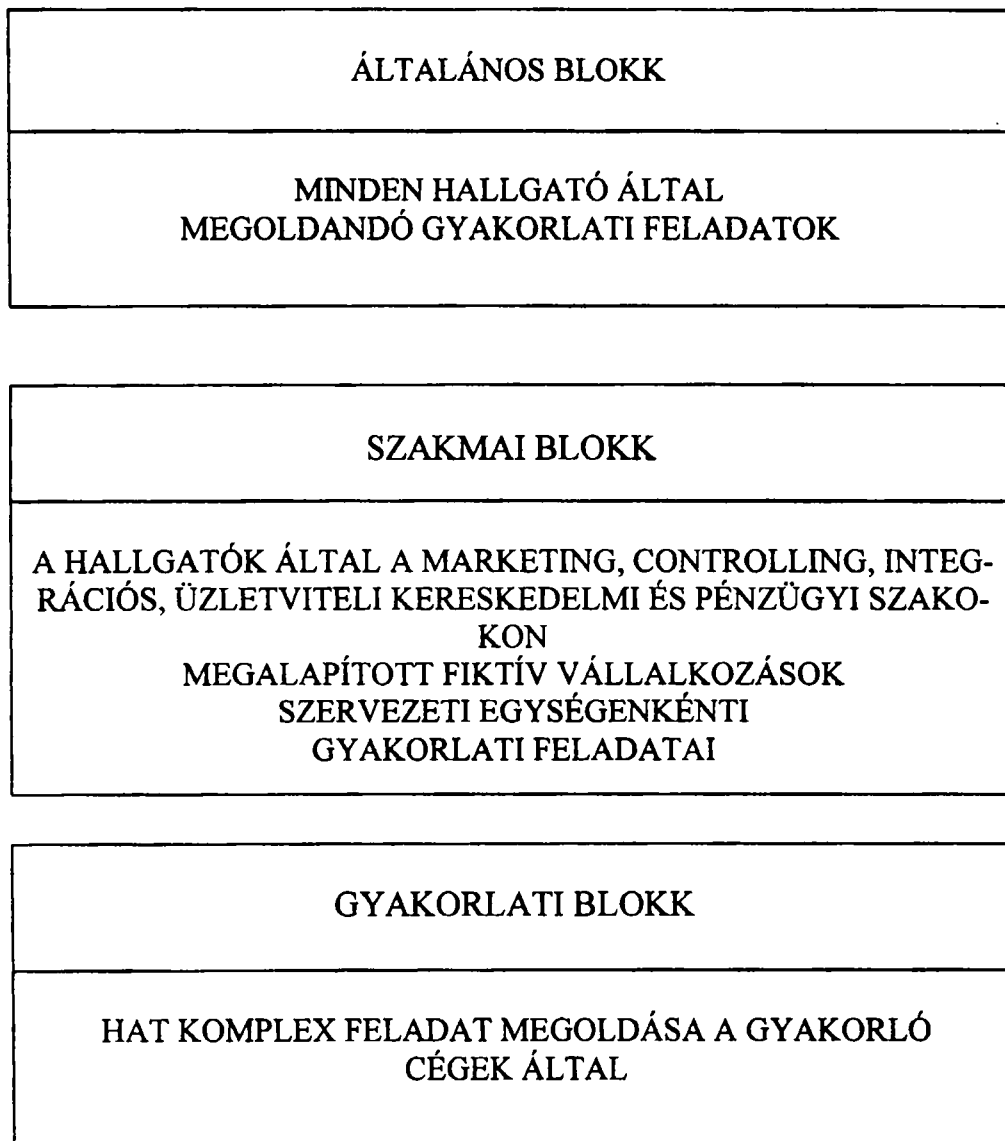 ÁLTALÁNOS BLOKK
MINDEN HALLGATÓ ÁLTAL
MEGOLDANDÓ GYAKORLATI FELADATOK
SZAKMAI BLOKK
A HALLGATÓK ÁLTAL A MARKETING, CONTROLLING, INTEG-
RÁCIÓS, ÜZLETVITELI KERESKEDELMI ÉS PÉNZÜGYI SZAKO-
KON
MEGALAPÍTOTT FIKTÍV VÁLLALKOZÁSOK
SZERVEZETI EGYSÉGENKÉNTI
GYAKORLATI FELADATAI
GYAKORLATI BLOKK
HAT KOMPLEX FELADAT MEGOLDÁSA A GYAKORLÓ
CÉGEK ÁLTAL